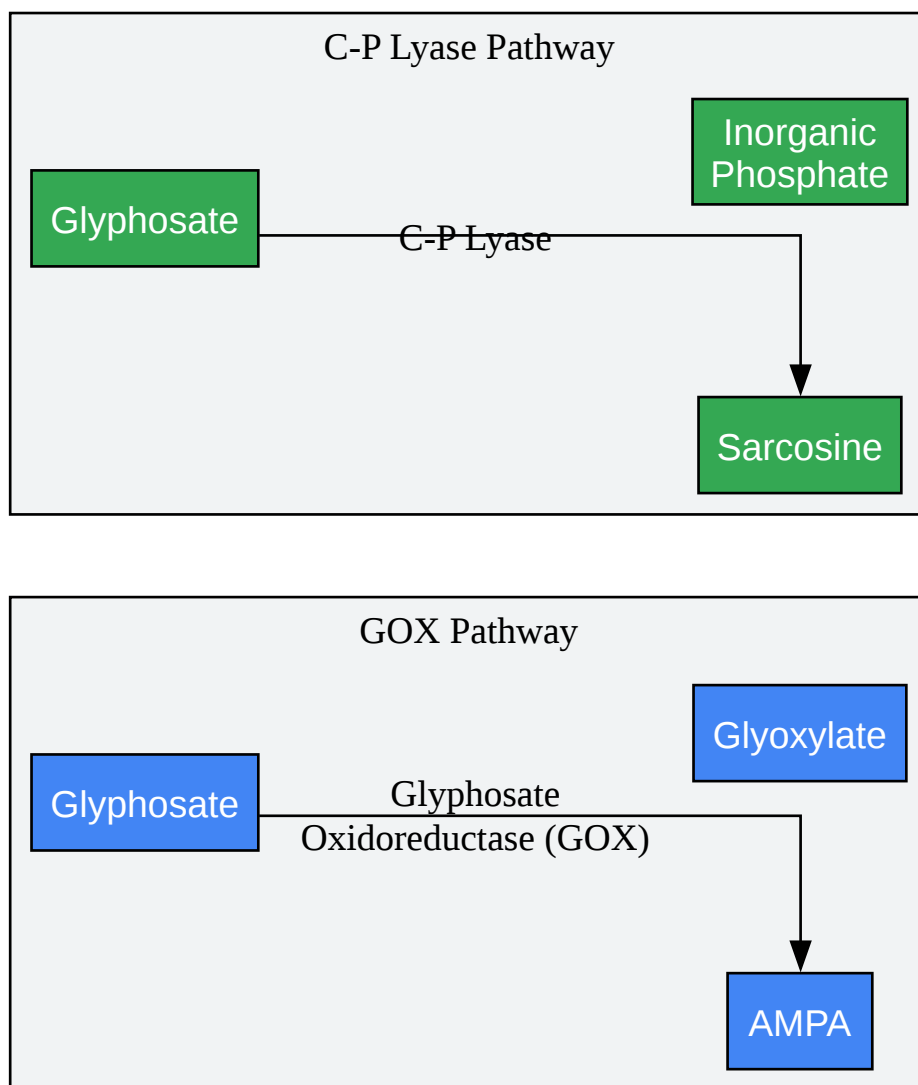 C-P Lyase Pathway
Inorganic
Phosphate
Glyphosate
C-P Lyase
Sarcosine
GOX Pathway
Glyoxylate
Glyphosate
Glyphosate
Oxidoreductase (GOX)
AMPA